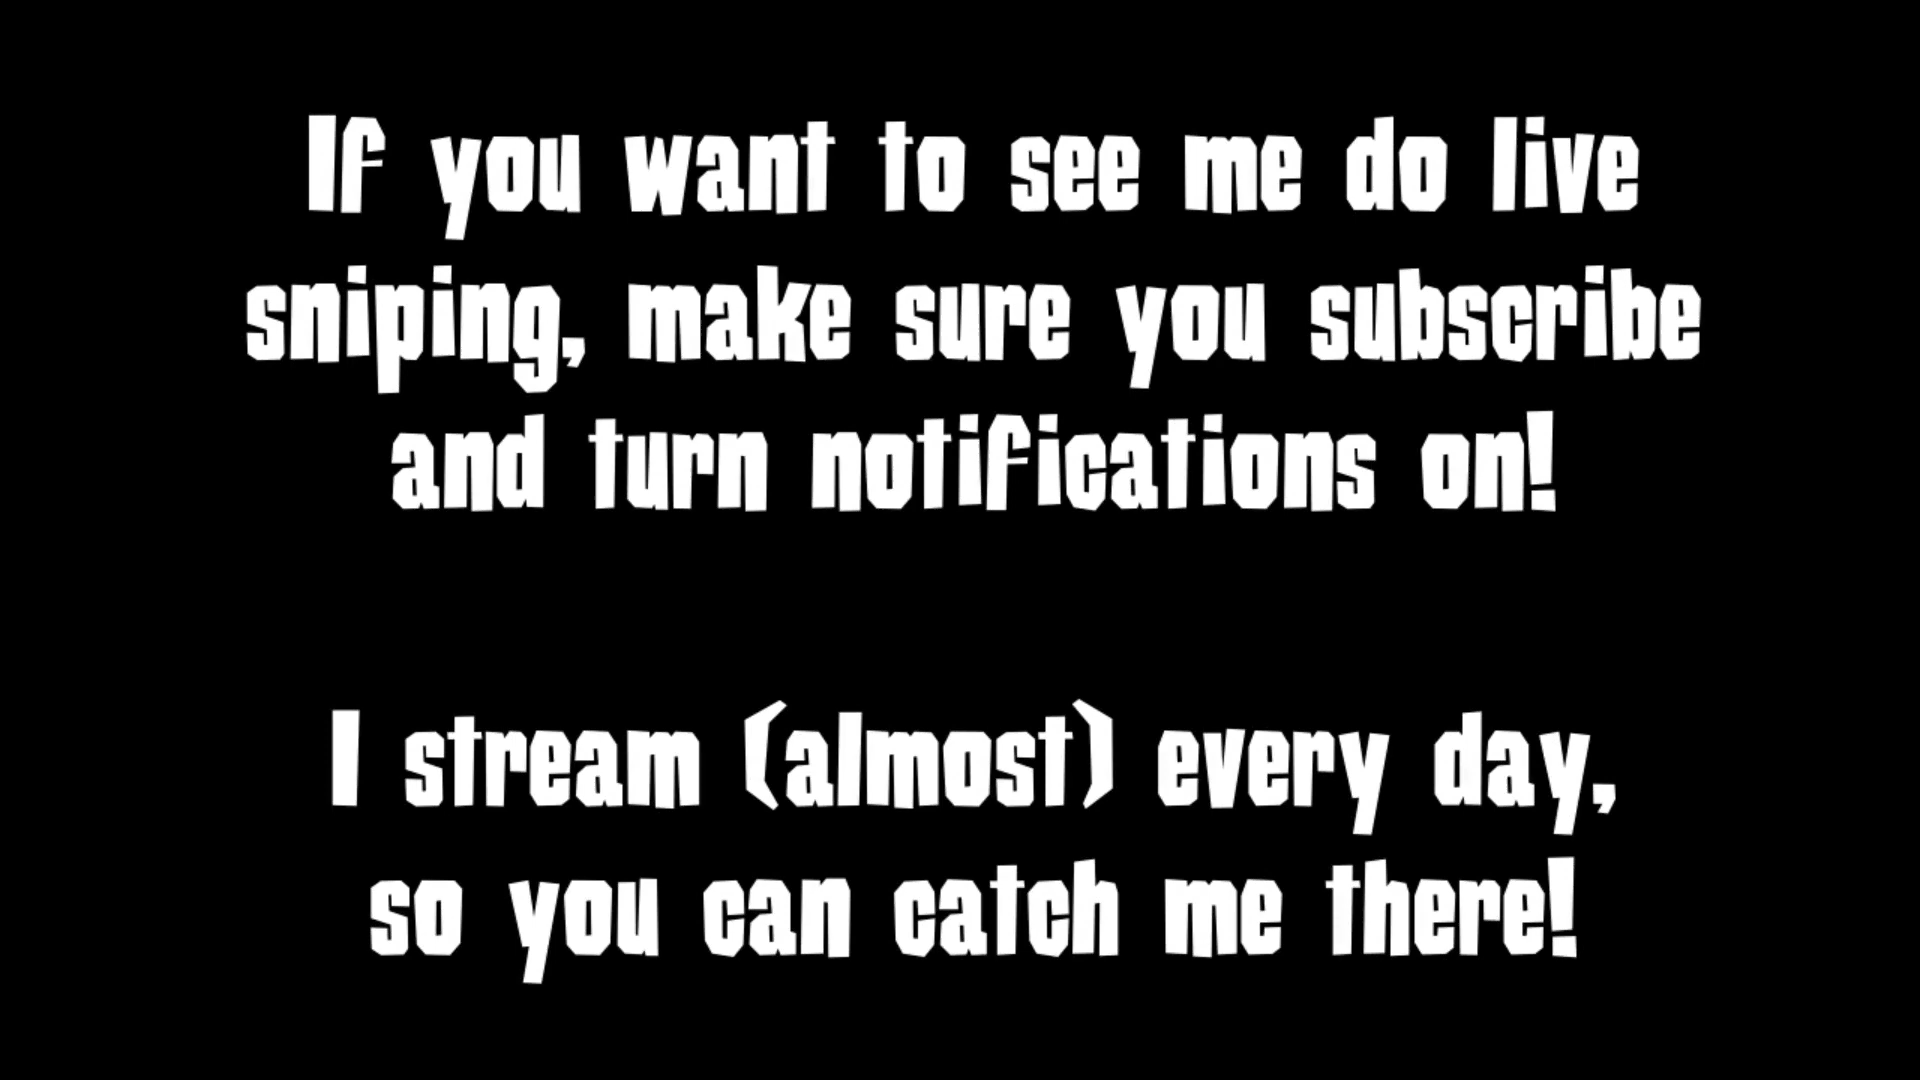 If you want to see me do live
sniping, make sure you subscribe
and turn notifications on!
I stream (almost) every day,
so you can catch me there!